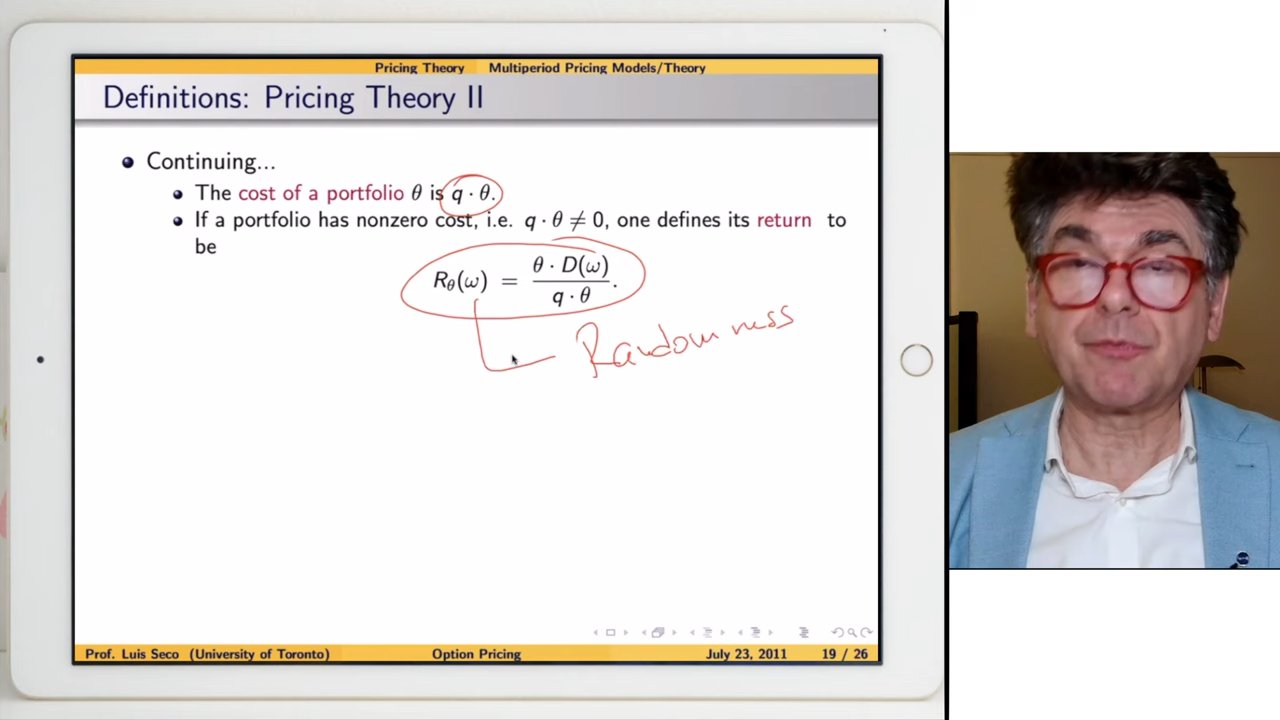 Pricing Theory Multiperiod Pricing Models/Theory
Definitions: Pricing Theory II
Continuing...
The cost of a portfolio θ is q · θ.
If a portfolio has nonzero cost, i.e. q · θ ≠ 0, one defines its return to
be
R_θ(ω) = θ · D(ω) / q · θ.
Randomness
Prof. Luis Seco (University of Toronto) Option Pricing July 23, 2011 19 / 26